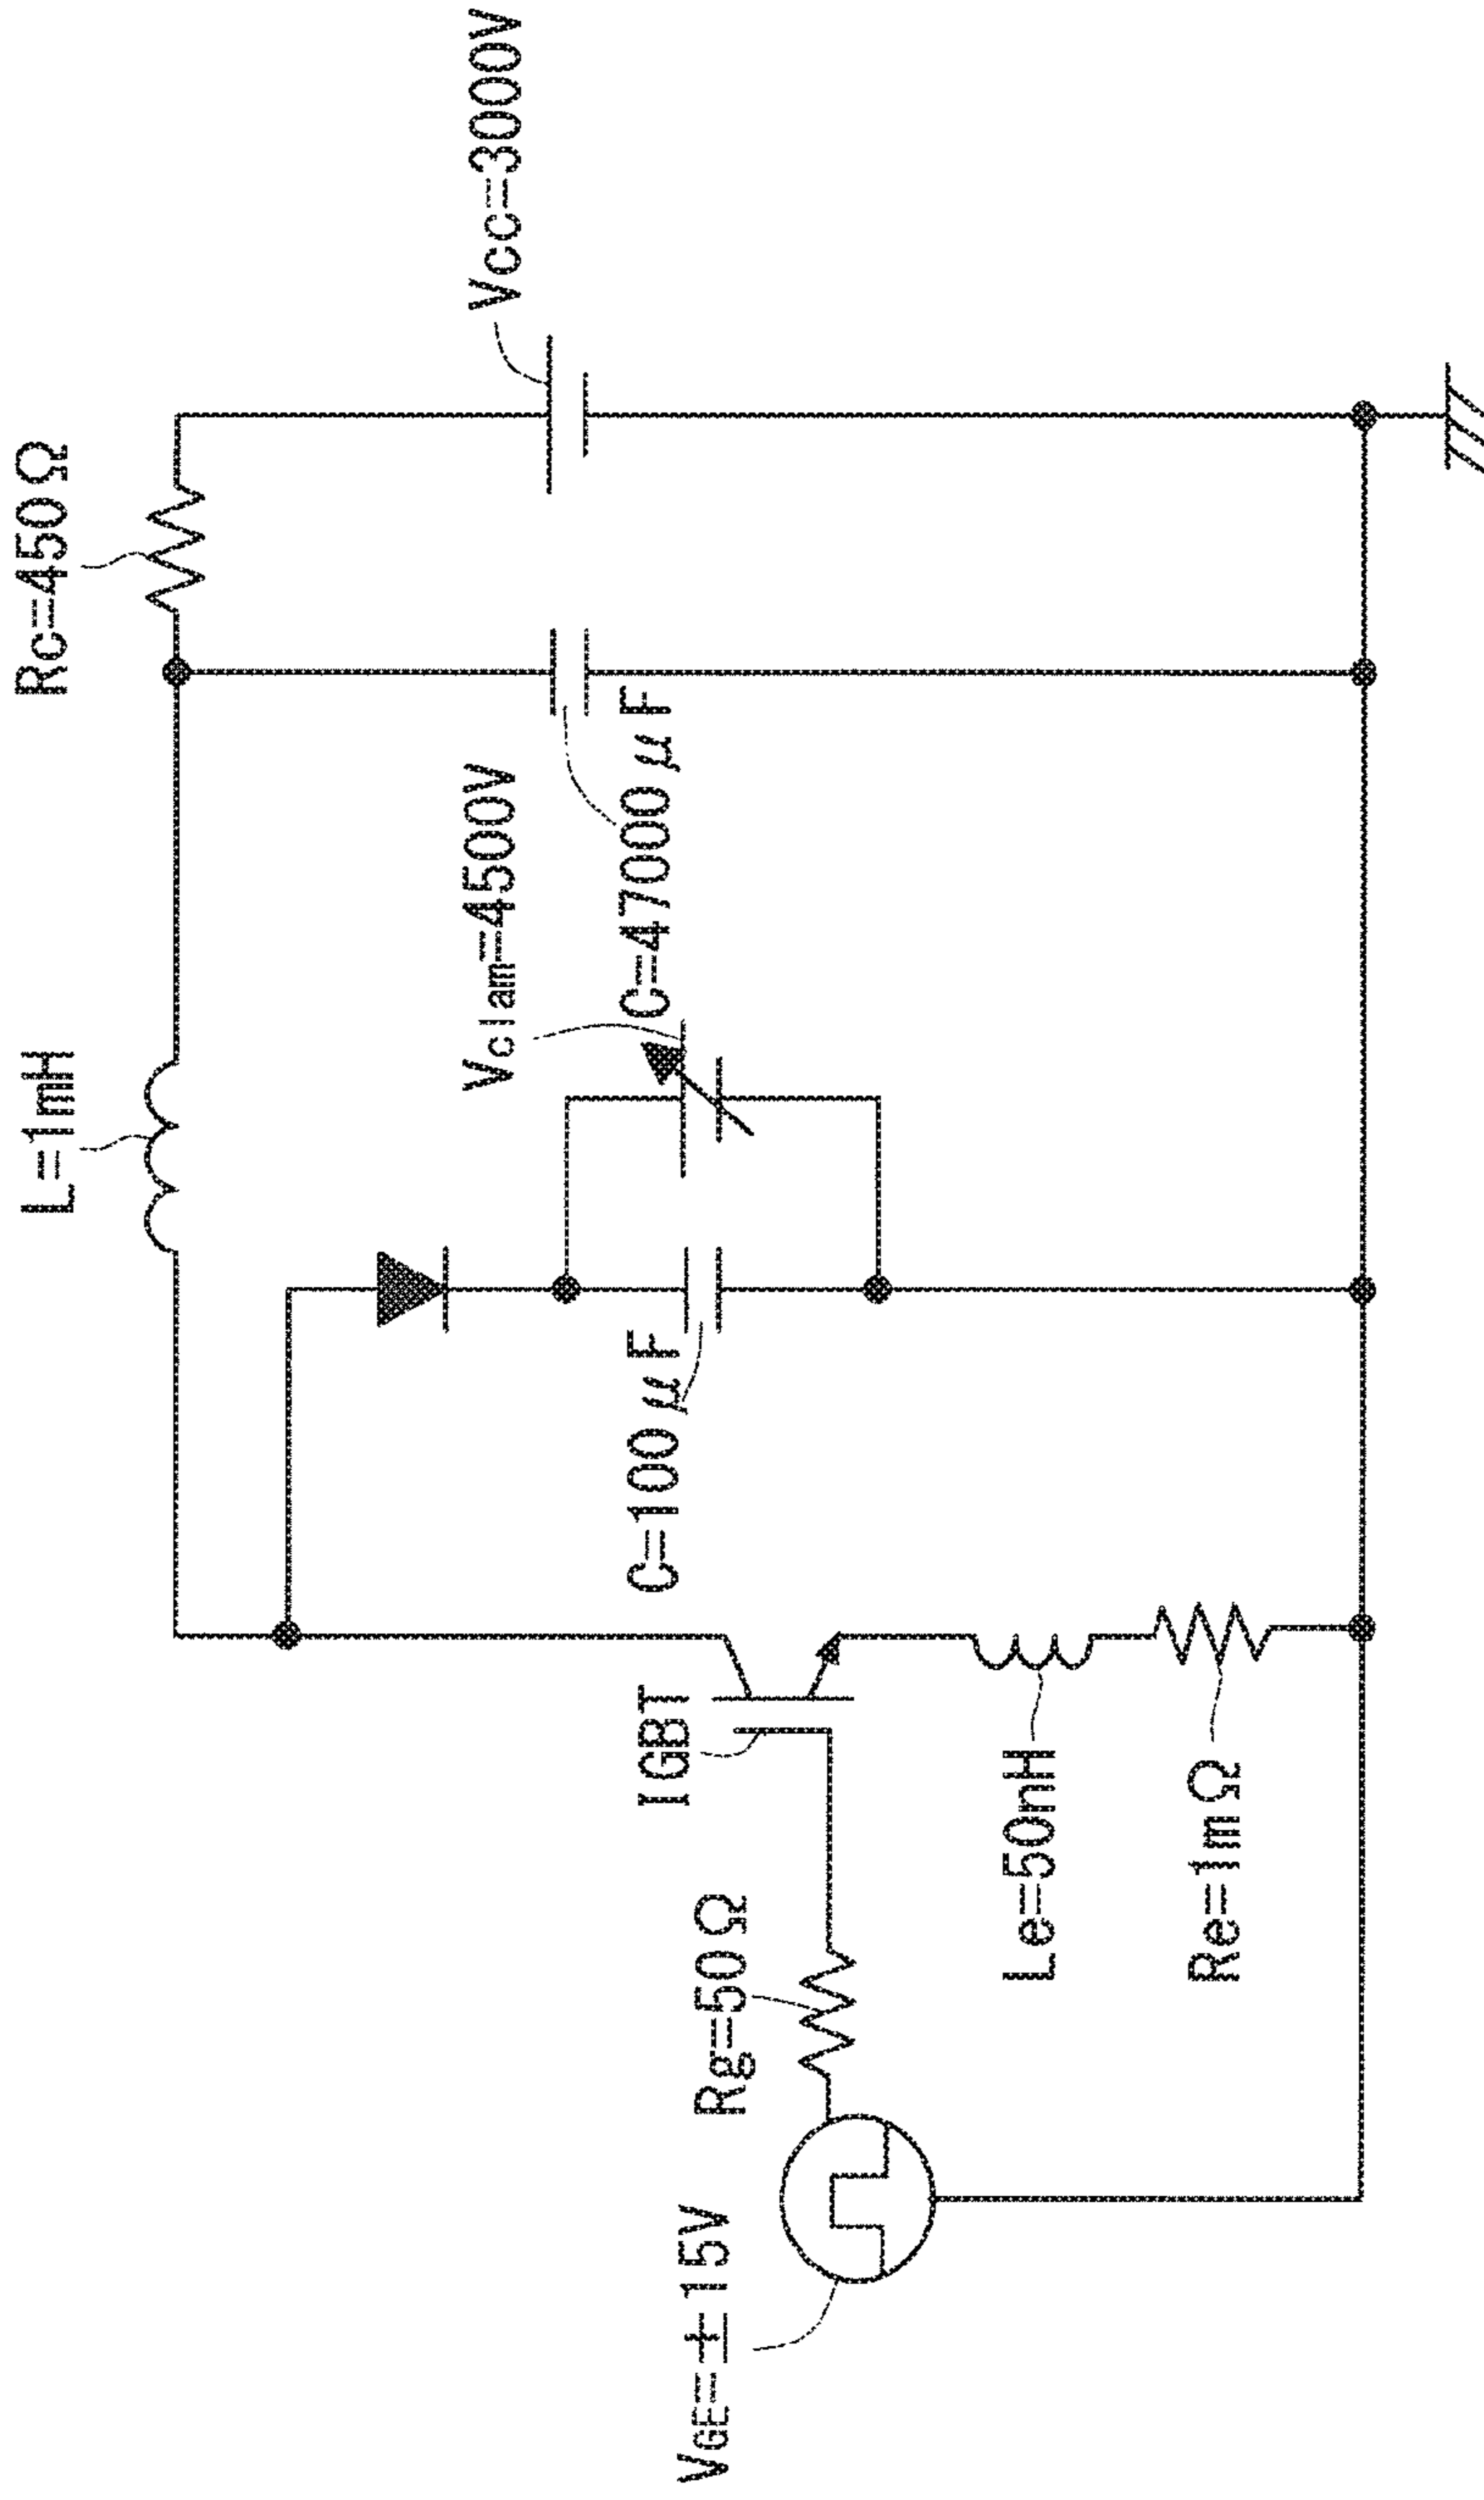 Rc=450Ω
Vcc=3000V
L=1mH
Vclam=4500V
C=47000μF
C=100μF
IGBT
Rg=50Ω
Le=50nH
Re=1mΩ
VGE=±15V